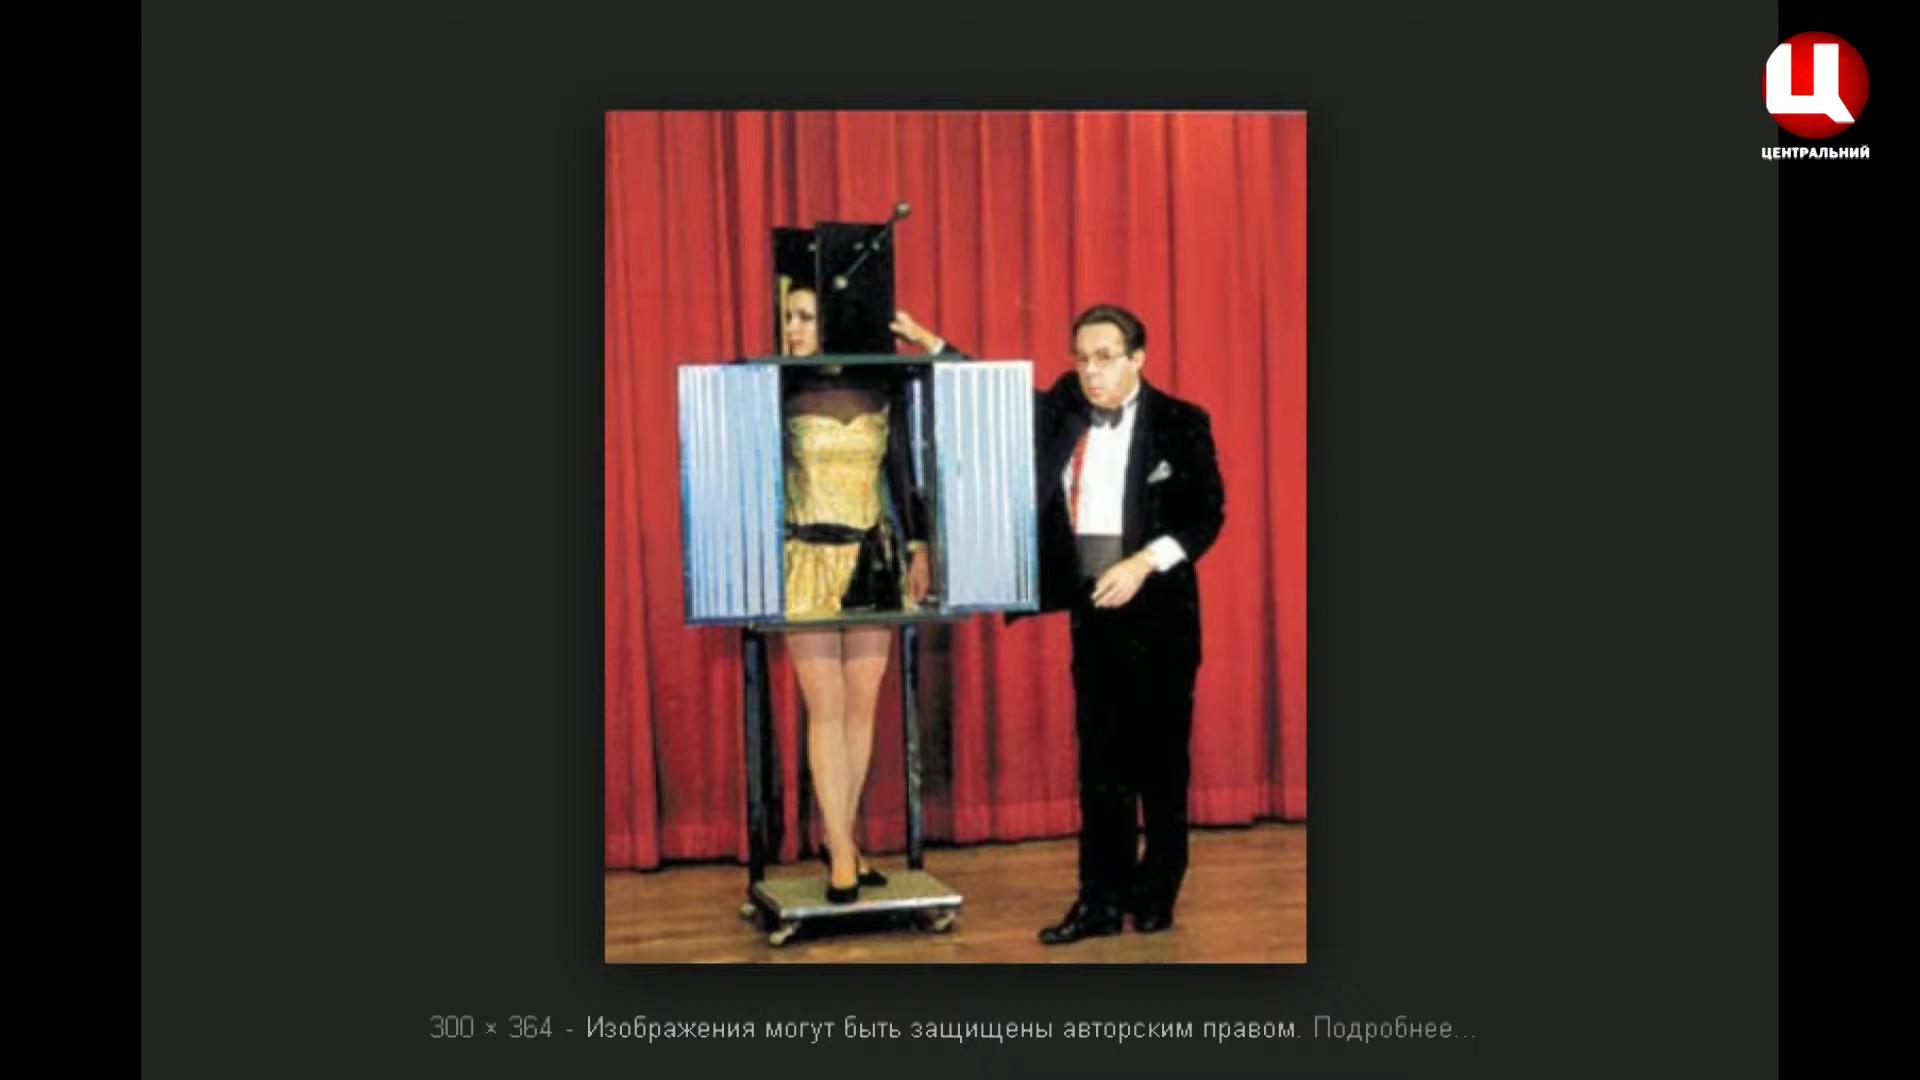 Ц
ЦЕНТРАЛЬНИЙ
300 × 364 - Изображения могут быть защищены авторским правом. Подробнее...